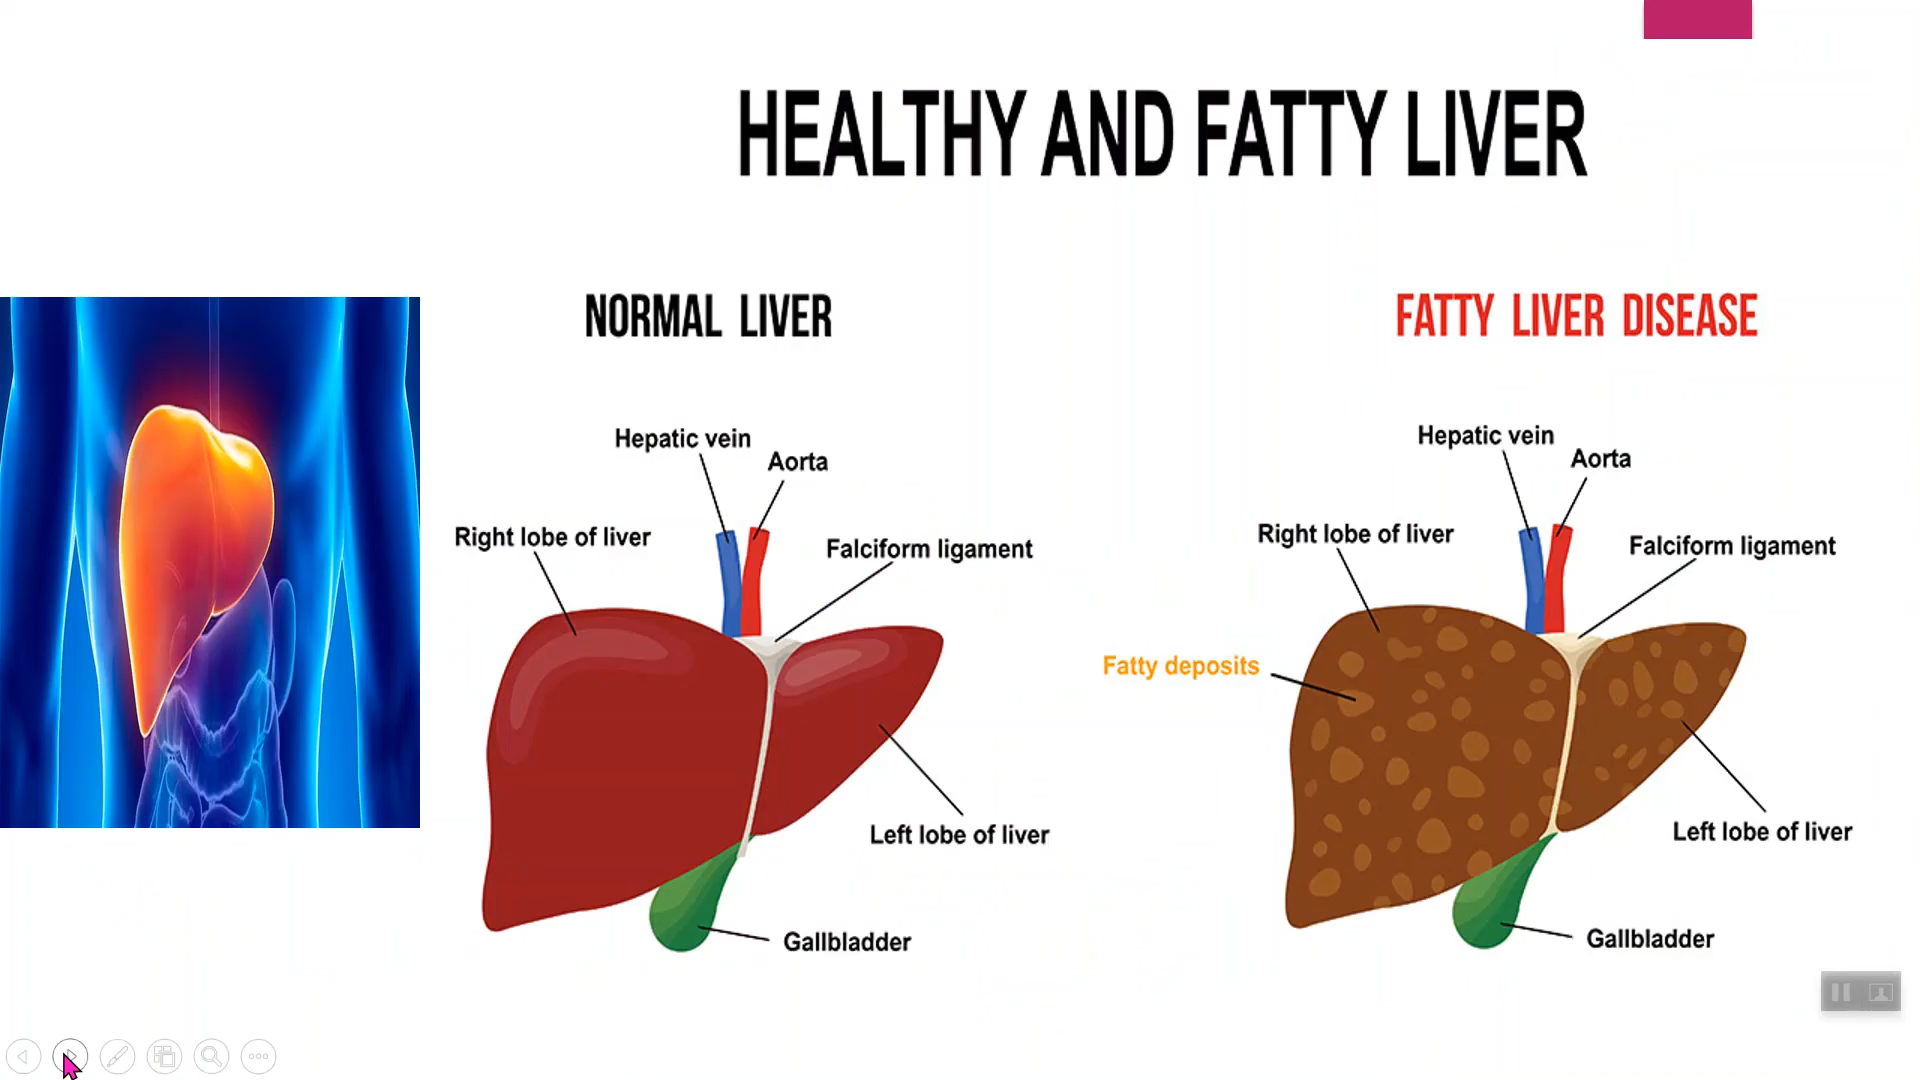 HEALTHY AND FATTY LIVER
NORMAL LIVER
Hepatic vein
Aorta
Right lobe of liver
Falciform ligament
Left lobe of liver
Gallbladder
FATTY LIVER DISEASE
Hepatic vein
Aorta
Right lobe of liver
Falciform ligament
Fatty deposits
Left lobe of liver
Gallbladder